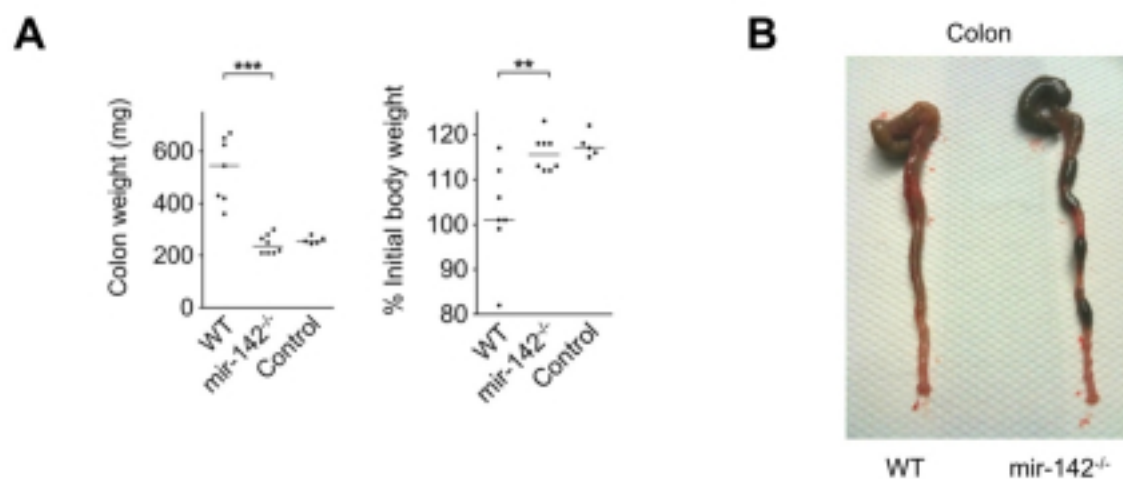 A
***
Colon weight (mg)
600
400
200
0
WT
mir-142-/-
Control
**
% Initial body weight
120
110
100
90
80
WT
mir-142-/-
Control
B
Colon
WT
mir-142-/-